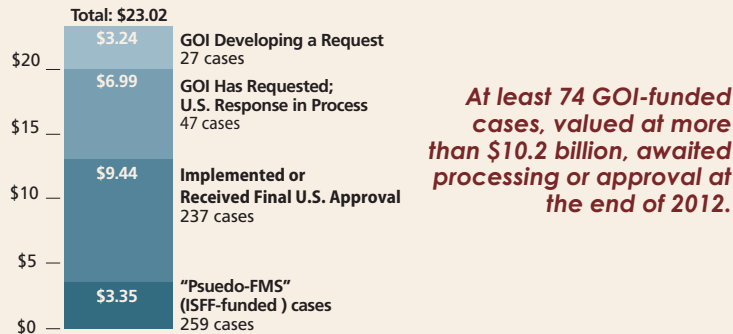 Total: $23.02
$3.24
GOI Developing a Request
27 cases
$20
$6.99
GOI Has Requested;
U.S. Response in Process
47 cases
$15
$9.44
Implemented or
Received Final U.S. Approval
237 cases
$10
$5
$3.35
“Psuedo-FMS”
(ISFF-funded ) cases
259 cases
$0
At least 74 GOI-funded
cases, valued at more
than $10.2 billion, awaited
processing or approval at
the end of 2012.